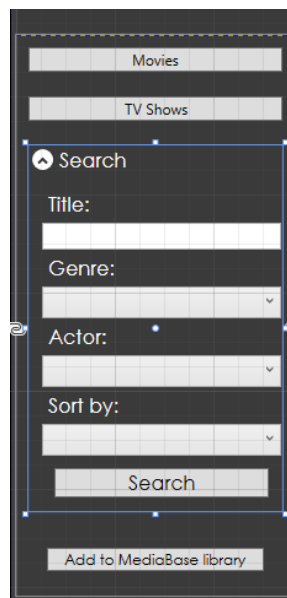 Movies
TV Shows
Search
Title:
Genre:
Actor:
Sort by:
Search
Add to MediaBase library